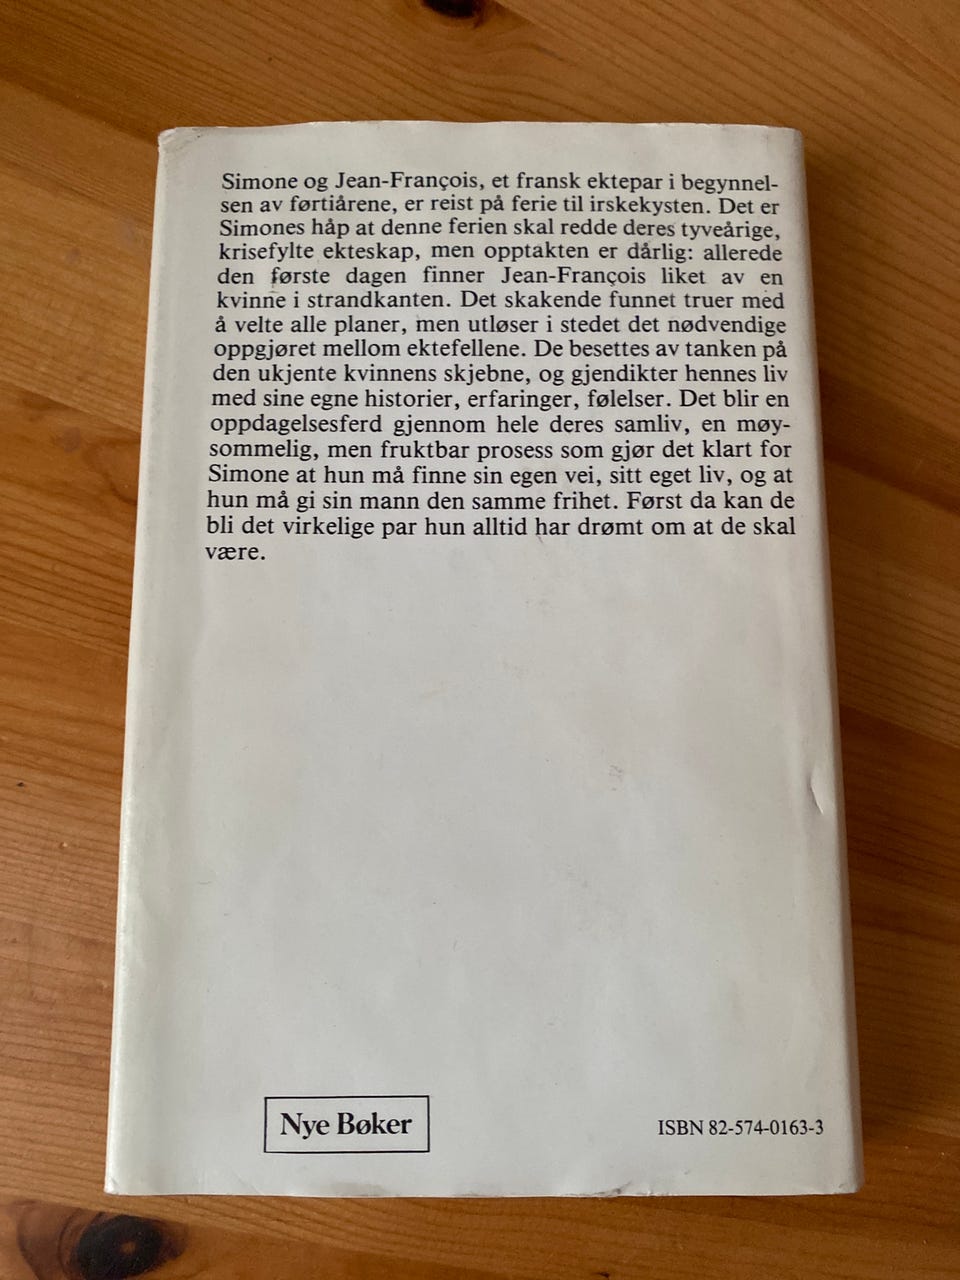 Simone og Jean-François, et fransk ektepar i begynnel-
sen av førtiårene, er reist på ferie til irskekysten. Det er
Simones håp at denne ferien skal redde deres tyveårige,
krisefylte ekteskap, men opptakten er dårlig: allerede
den første dagen finner Jean-François liket av en
kvinne i strandkanten. Det skakende funnet truer med
å velte alle planer, men utløser i stedet det nødvendige
oppgjøret mellom ektefellene. De besettes av tanken på
den ukjente kvinnens skjebne, og gjendikter hennes liv
med sine egne historier, erfaringer, følelser. Det blir en
oppdagelsesferd gjennom hele deres samliv, en møy-
sommelig, men fruktbar prosess som gjør det klart for
Simone at hun må finne sin egen vei, sitt eget liv, og at
hun må gi sin mann den samme frihet. Først da kan de
bli det virkelige par hun alltid har drømt om at de skal
være.
Nye Bøker
ISBN 82-574-0163-3